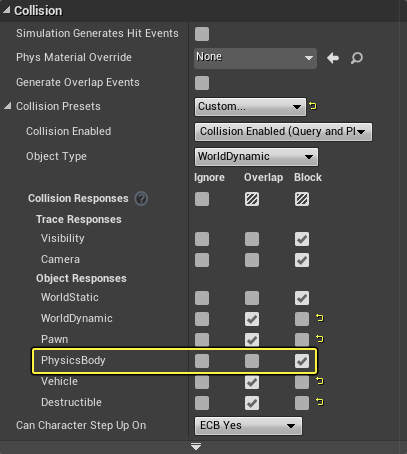 Collision
Simulation Generates Hit Events
Phys Material Override None
Generate Overlap Events
Collision Presets Custom...
Collision Enabled Collision Enabled (Query and Pl
Object Type WorldDynamic
Ignore Overlap Block
Collision Responses ?
Trace Responses
Visibility
Camera
Object Responses
WorldStatic
WorldDynamic
Pawn
PhysicsBody
Vehicle
Destructible
Can Character Step Up On ECB Yes